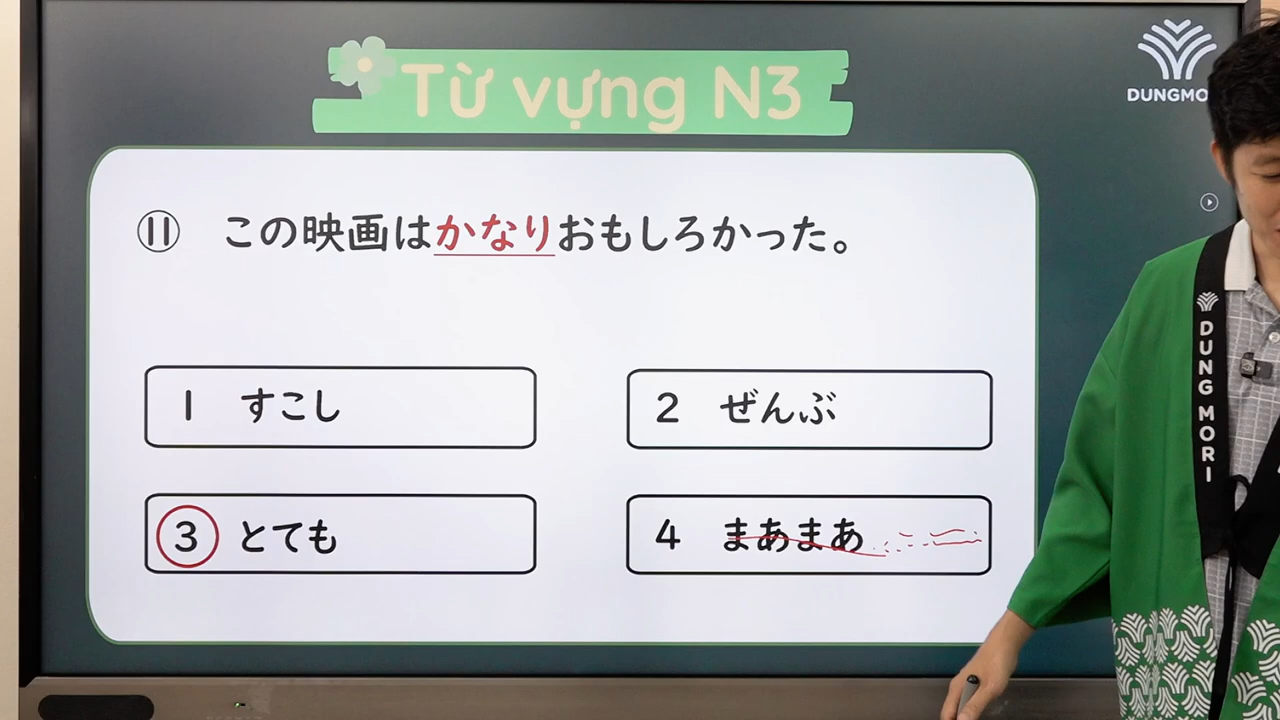 Từ vựng N3
DUNGMO
⑪ この映画はかなりおもしろかった。
1 すこし
2 ぜんぶ
3 とても
4 まあまあ
DUNG MORI